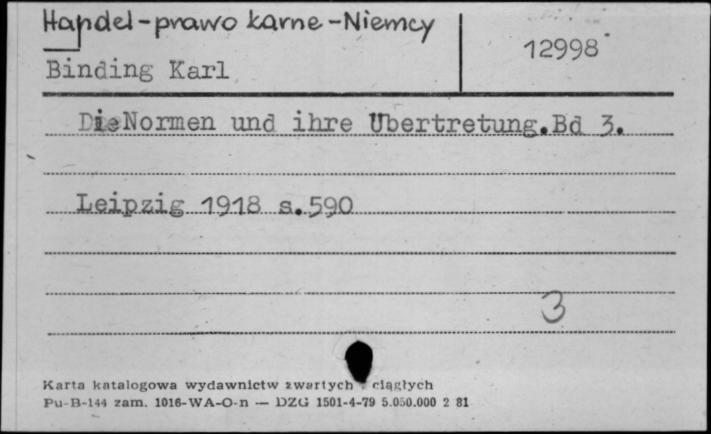 Handel-prawo karne-Niemcy
12998
Binding Karl
DieNormen und ihre Ubertretung.Bd 3.
Leipzig 1918 s.590
3
Karta katalogowa wydawnictw zwartych i ciągłych
Pu-B-144 zam. 1016-WA-O-n — DZG 1501-4-79 5.050.000 2 81